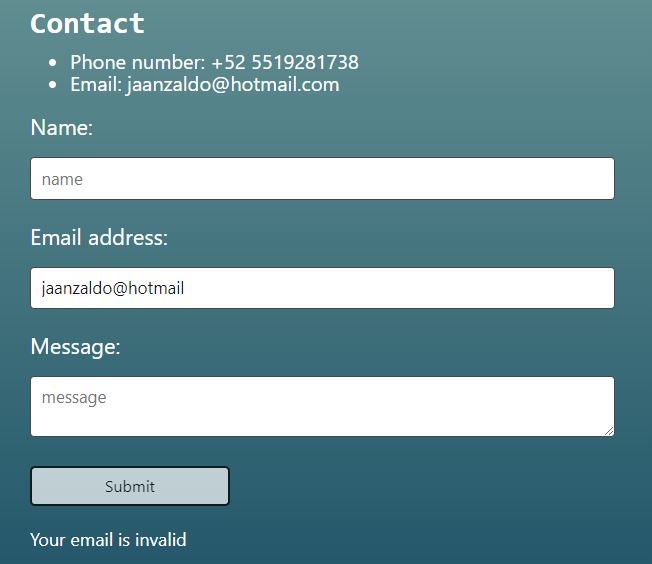 Contact
Phone number: +52 5519281738
Email: jaanzaldo@hotmail.com
Name:
name
Email address:
jaanzaldo@hotmail
Message:
message
Submit
Your email is invalid